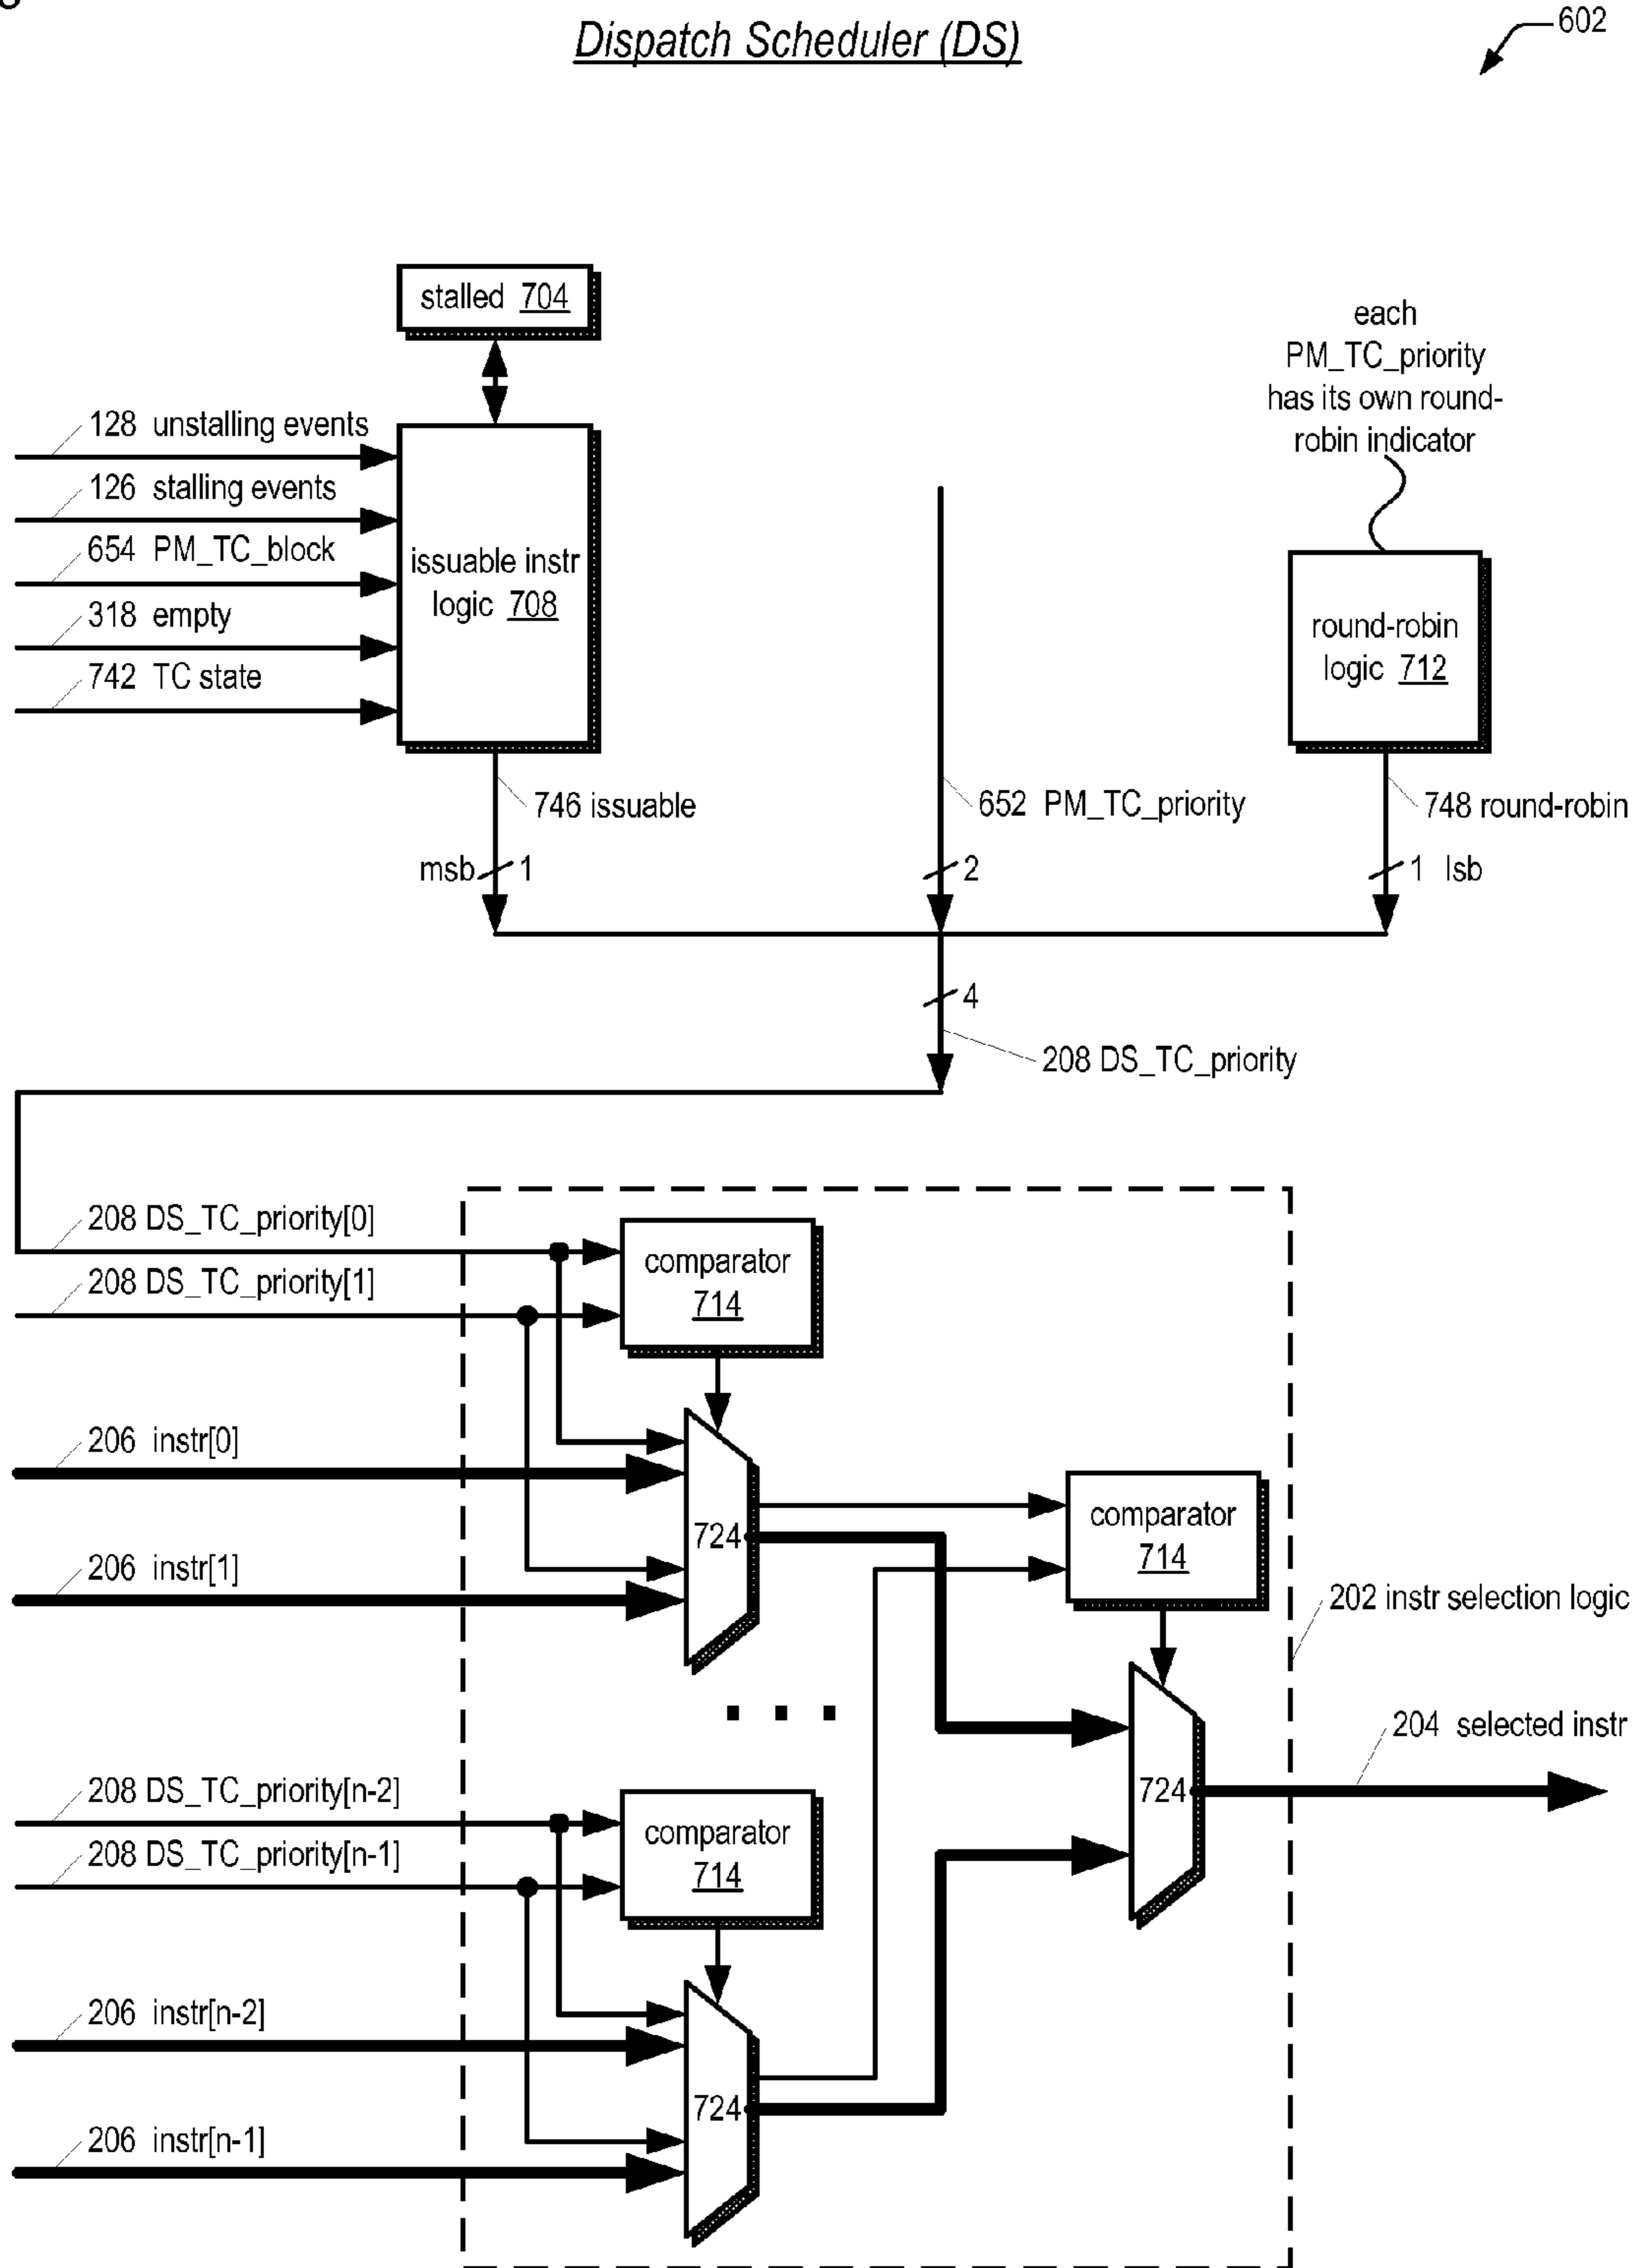 Dispatch Scheduler (DS)
602
stalled 704
each
PM_TC_priority
has its own round-
robin indicator
128 unstalling events
126 stalling events
654 PM_TC_block
318 empty
742 TC state
issuable instr
logic 708
round-robin
logic 712
746 issuable
652 PM_TC_priority
748 round-robin
msb 1
2
1 lsb
4
208 DS_TC_priority
208 DS_TC_priority[0]
208 DS_TC_priority[1]
comparator
714
206 instr[0]
206 instr[1]
724
comparator
714
202 instr selection logic
. . .
204 selected instr
724
208 DS_TC_priority[n-2]
208 DS_TC_priority[n-1]
comparator
714
206 instr[n-2]
206 instr[n-1]
724